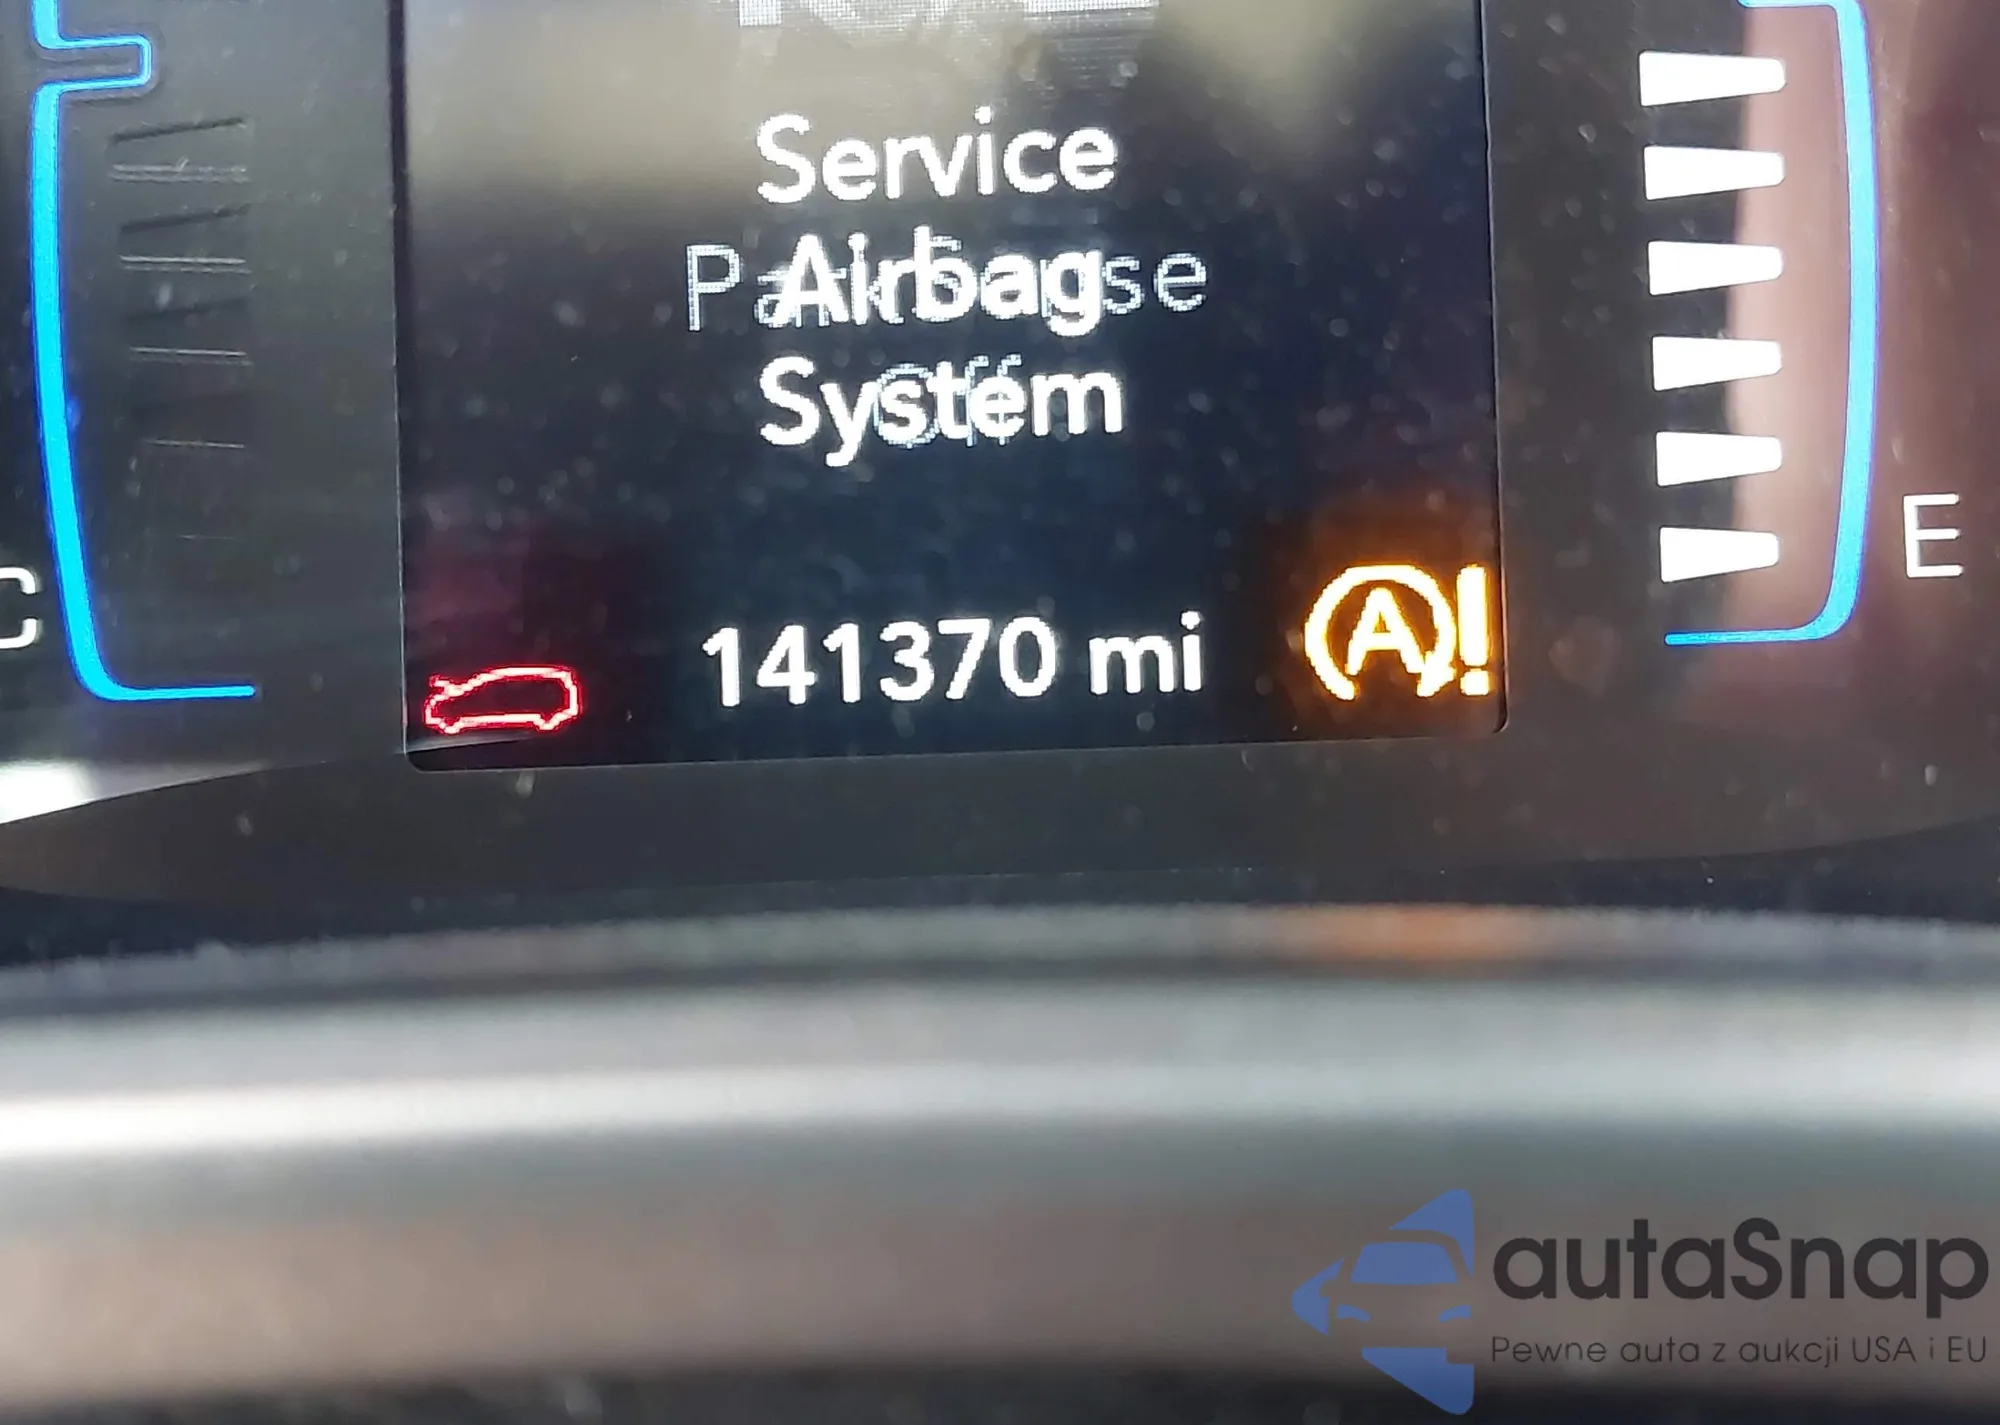 Service
Airbag
System
141370 mi
A!
C
E
autaSnap
Pewne auta z aukcji USA i EU